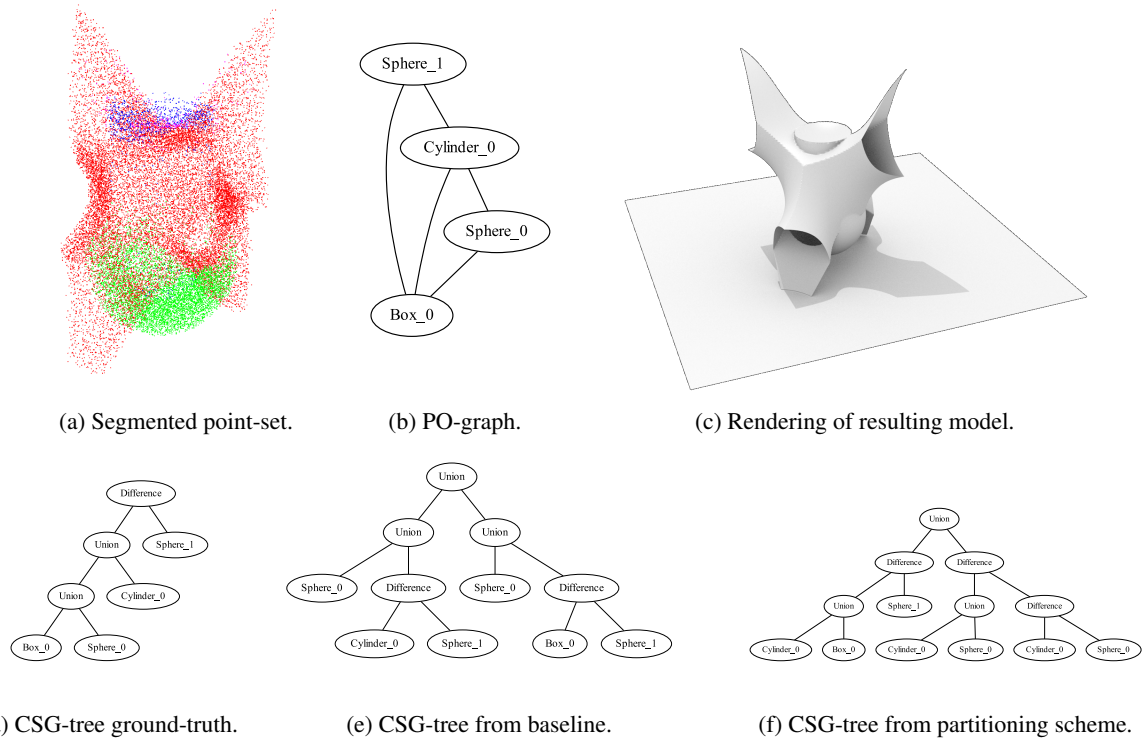 Sphere_1
Cylinder_0
Sphere_0
Box_0
(a) Segmented point-set.
(b) PO-graph.
(c) Rendering of resulting model.
Difference
Union
Sphere_1
Union
Cylinder_0
Box_0
Sphere_0
Union
Union
Union
Sphere_0
Difference
Sphere_0
Difference
Cylinder_0
Sphere_1
Box_0
Sphere_1
Union
Difference
Difference
Union
Sphere_1
Union
Difference
Cylinder_0
Box_0
Cylinder_0
Sphere_0
Cylinder_0
Sphere_0
) CSG-tree ground-truth.
(e) CSG-tree from baseline.
(f) CSG-tree from partitioning scheme.